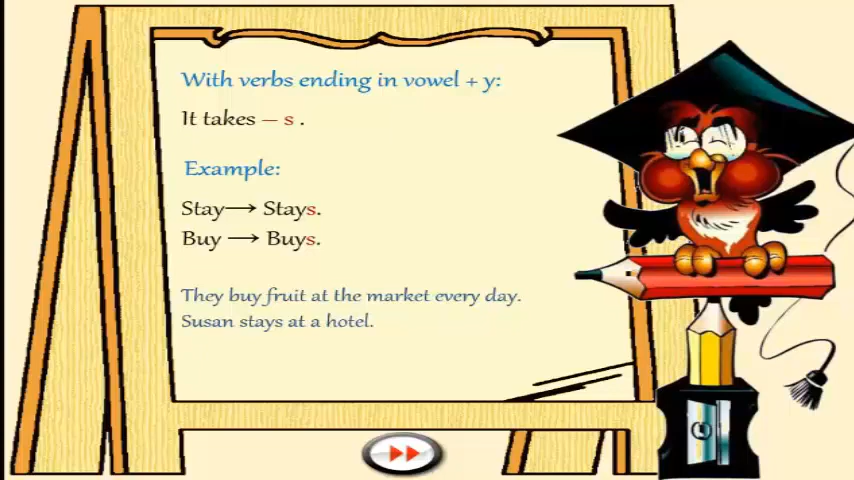 With verbs ending in vowel + y:
It takes – s .
Example:
Stay→ Stays.
Buy → Buys.
They buy fruit at the market every day.
Susan stays at a hotel.